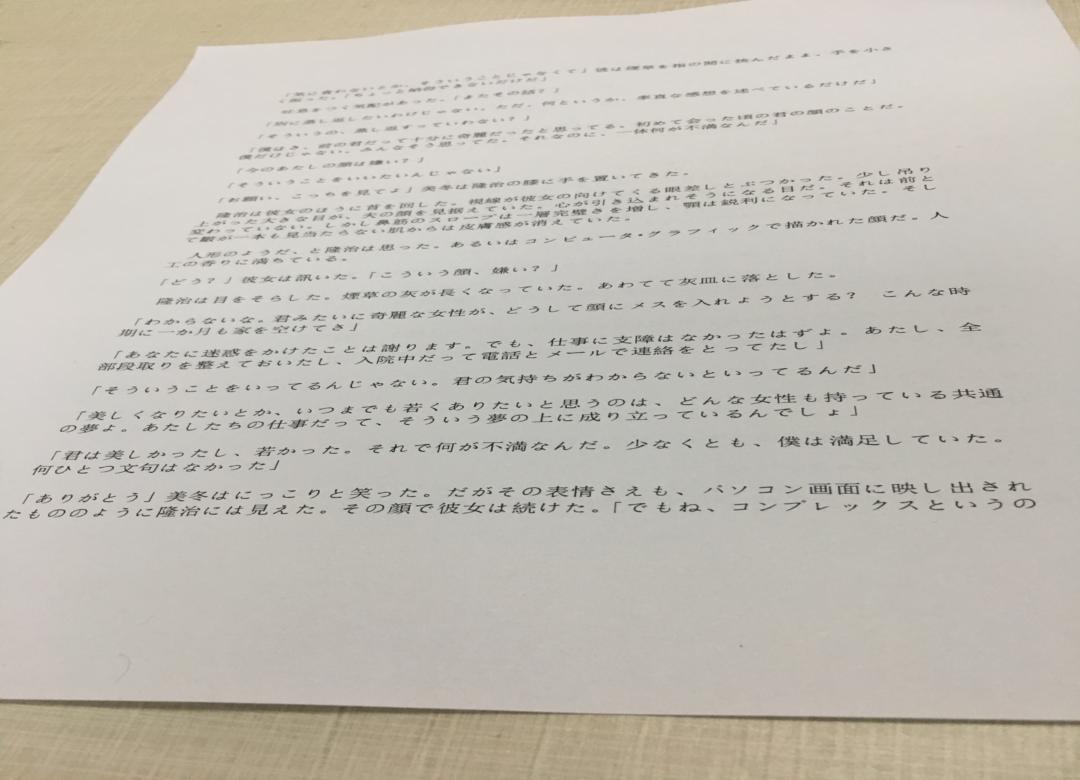 「気に食わないとか、そういうことじゃなくて」彼は煙草を指の間に挟んだまま、手を小さ
く振った。「ちょっと納得できないだけだ」
吐息をつく気配があった。「またその話？」
「別に蒸し返したいわけじゃない。ただ、何というか、率直な感想を述べているだけだ」
「そういうの、蒸し返すっていわない？」
「僕はさ、前の君だって十分に奇麗だったと思ってる。初めて会った頃の君の顔のことだ。
僕だけじゃない。みんなそう思ってた。それなのに、一体何が不満なんだ」
「今のあたしの顔は嫌い？」
「そういうことをいいたいんじゃない」
「お願い、こっちを見てよ」美冬は隆治の膝に手を置いてきた。
隆治は彼女のほうに首を回した。視線が彼女の向けてくる眼差しとぶつかった。少し吊り
上がった大きな目が、夫の顔を見据えていた。心が引き込まれそうになる目だ。それは前と
変わっていない。しかし鼻筋のスロープは一層完璧さを増し、顎は鋭利になっていた。そし
て皺が一本も見当たらない肌からは皮膚感が消えていた。
人形のようだ、と隆治は思った。あるいはコンピュータ・グラフィックで描かれた顔だ。人
工の香りに満ちている。
「どう？」彼女は訊いた。「こういう顔、嫌い？」
隆治は目をそらした。煙草の灰が長くなっていた。あわてて灰皿に落とした。
「わからないな。君みたいに奇麗な女性が、どうして顔にメスを入れようとする？　こんな時
期に一か月も家を空けてさ」
「あなたに迷惑をかけたことは謝ります。でも、仕事に支障はなかったはずよ。あたし、全
部段取りを整えておいたし、入院中だって電話とメールで連絡をとってたし」
「そういうことをいってるんじゃない。君の気持ちがわからないといってるんだ」
「美しくなりたいとか、いつまでも若くありたいと思うのは、どんな女性も持っている共通
の夢よ。あたしたちの仕事だって、そういう夢の上に成り立っているんでしょ」
「君は美しかったし、若かった。それで何が不満なんだ。少なくとも、僕は満足していた。
何ひとつ文句はなかった」
「ありがとう」美冬はにっこりと笑った。だがその表情さえも、パソコン画面に映し出され
たもののように隆治には見えた。その顔で彼女は続けた。「でもね、コンプレックスというの